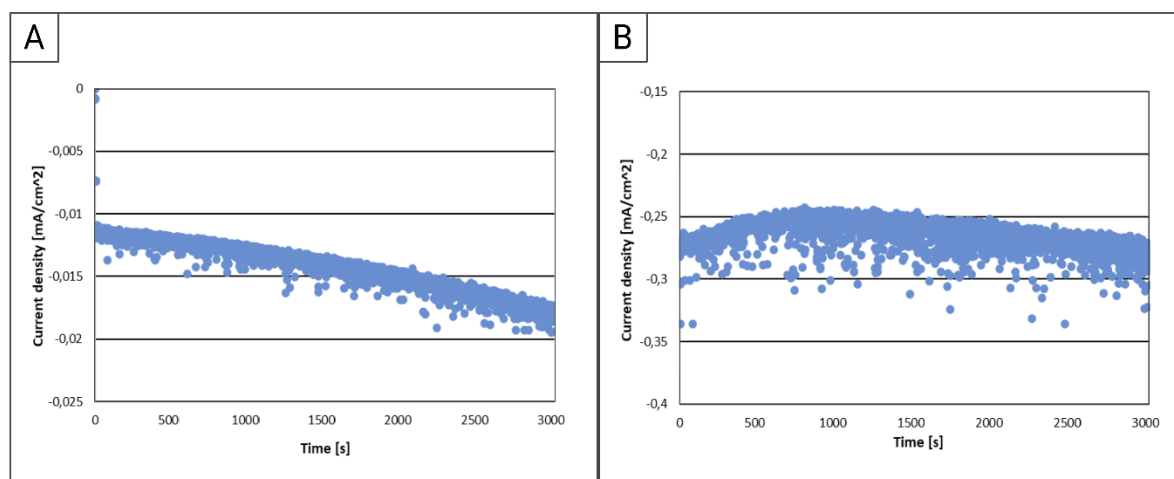 A
0
-0,005
-0,01
-0,015
-0,02
-0,025
Current density [mA/cm^2]
0 500 1000 1500 2000 2500 3000
Time [s]
B
-0,15
-0,2
-0,25
-0,3
-0,35
-0,4
Current density [mA/cm^2]
0 500 1000 1500 2000 2500 3000
Time [s]